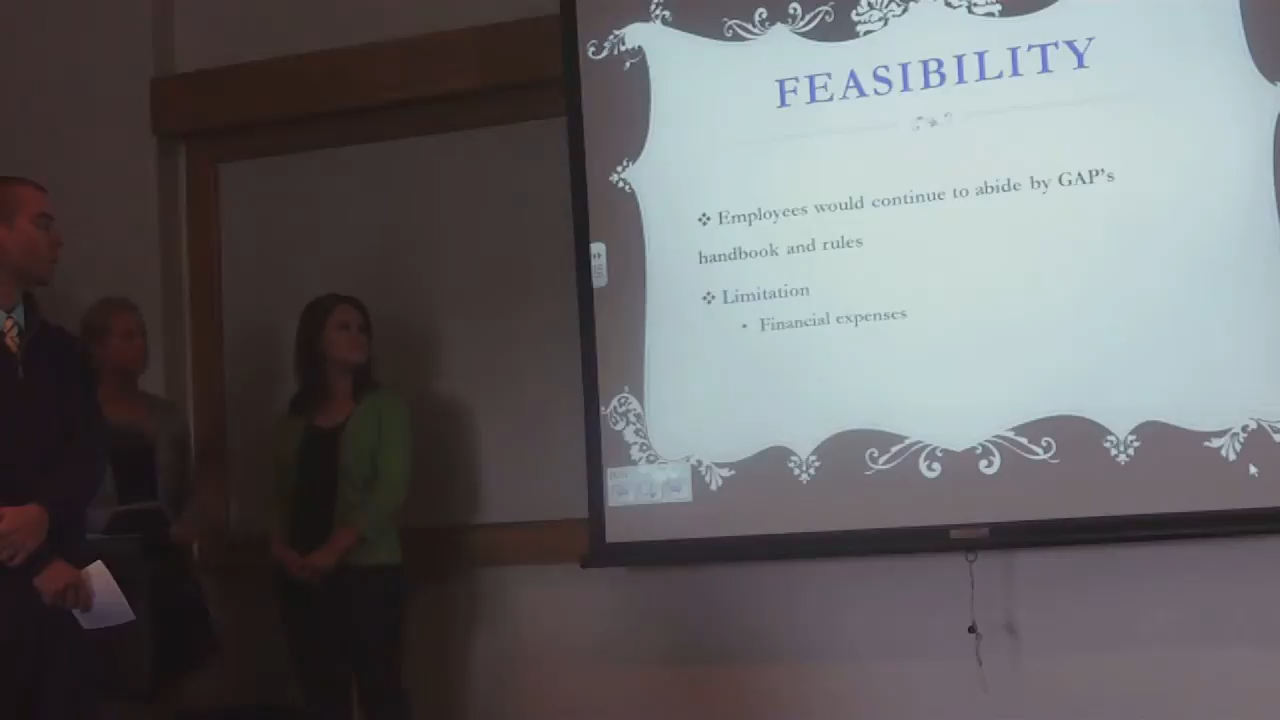 FEASIBILITY
❖ Employees would continue to abide by GAP's
handbook and rules
❖ Limitation
• Financial expenses